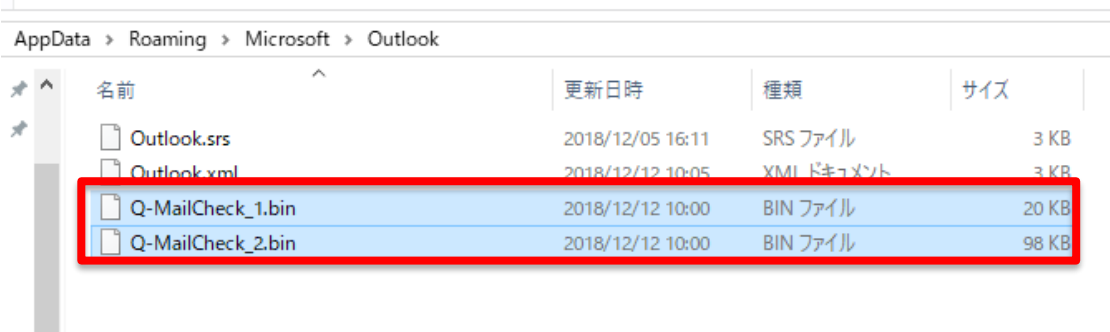 AppData > Roaming > Microsoft > Outlook
名前 更新日時 種類 サイズ
Outlook.srs 2018/12/05 16:11 SRS ファイル 3 KB
Outlook.xml 2018/12/12 10:05 XML ドキュメント 3 KB
Q-MailCheck_1.bin 2018/12/12 10:00 BIN ファイル 20 KB
Q-MailCheck_2.bin 2018/12/12 10:00 BIN ファイル 98 KB